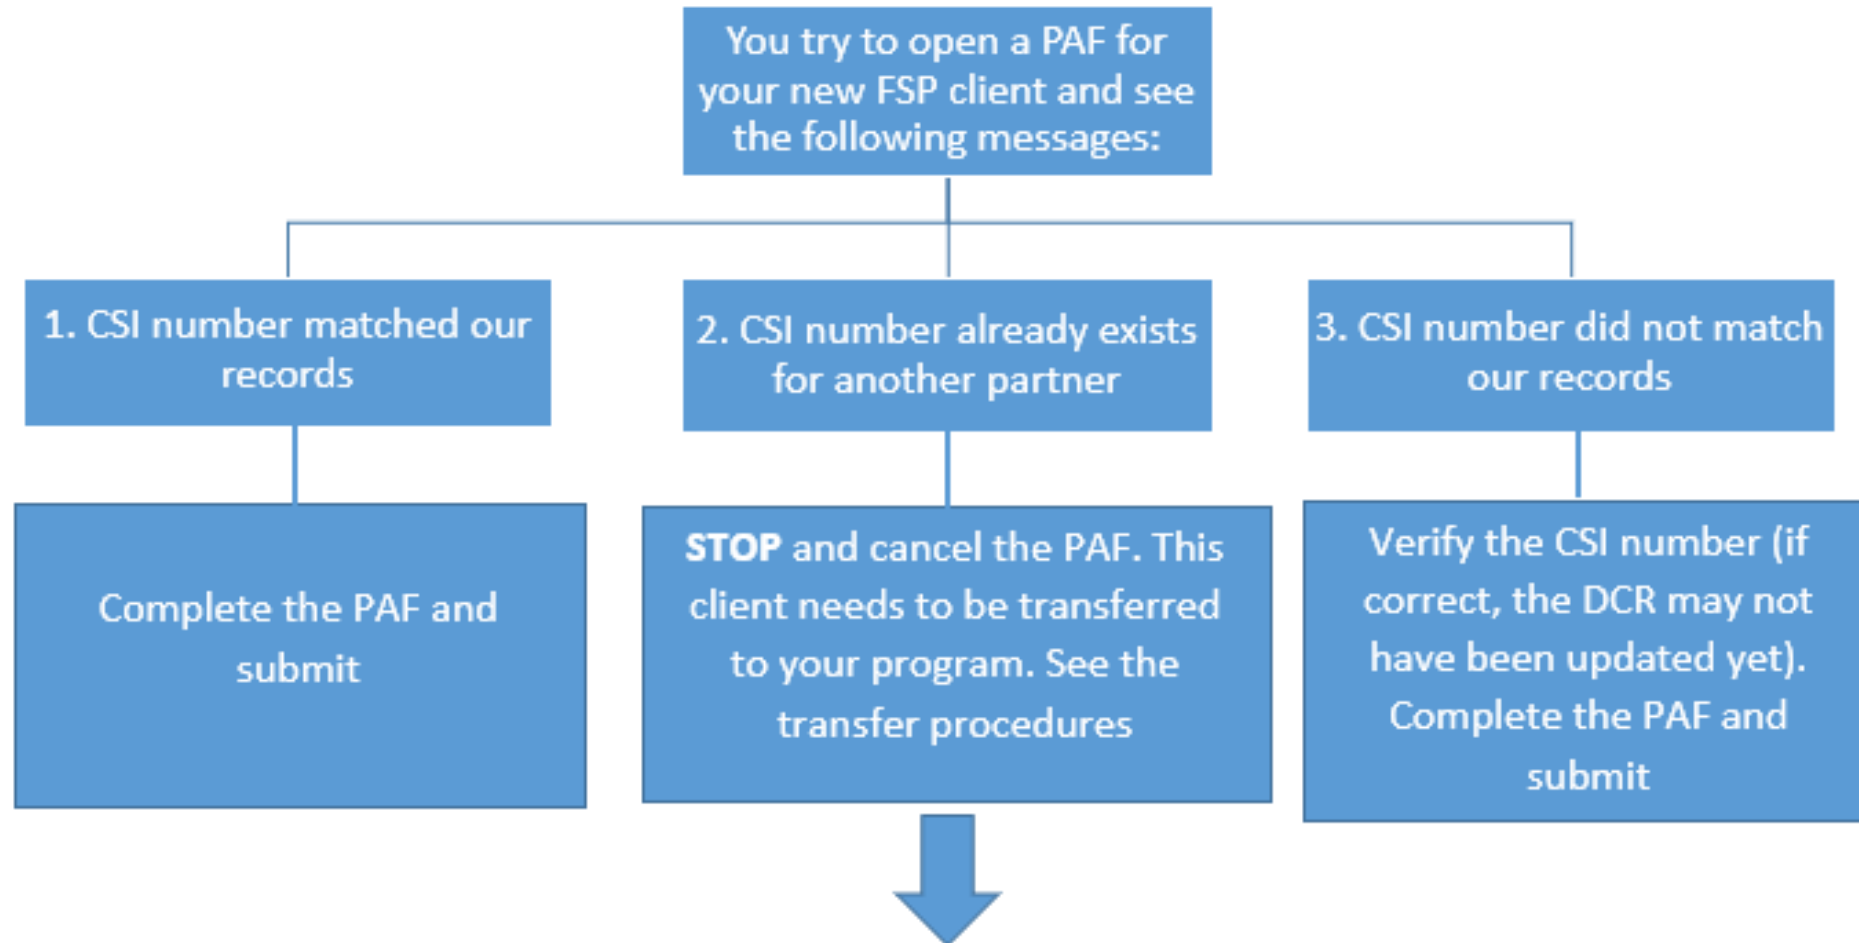 You try to open a PAF for
your new FSP client and see
the following messages:
1. CSI number matched our
records
2. CSI number already exists
for another partner
3. CSI number did not match
our records
Complete the PAF and
submit
STOP and cancel the PAF. This
client needs to be transferred
to your program. See the
transfer procedures
Verify the CSI number (if
correct, the DCR may not
have been updated yet).
Complete the PAF and
submit